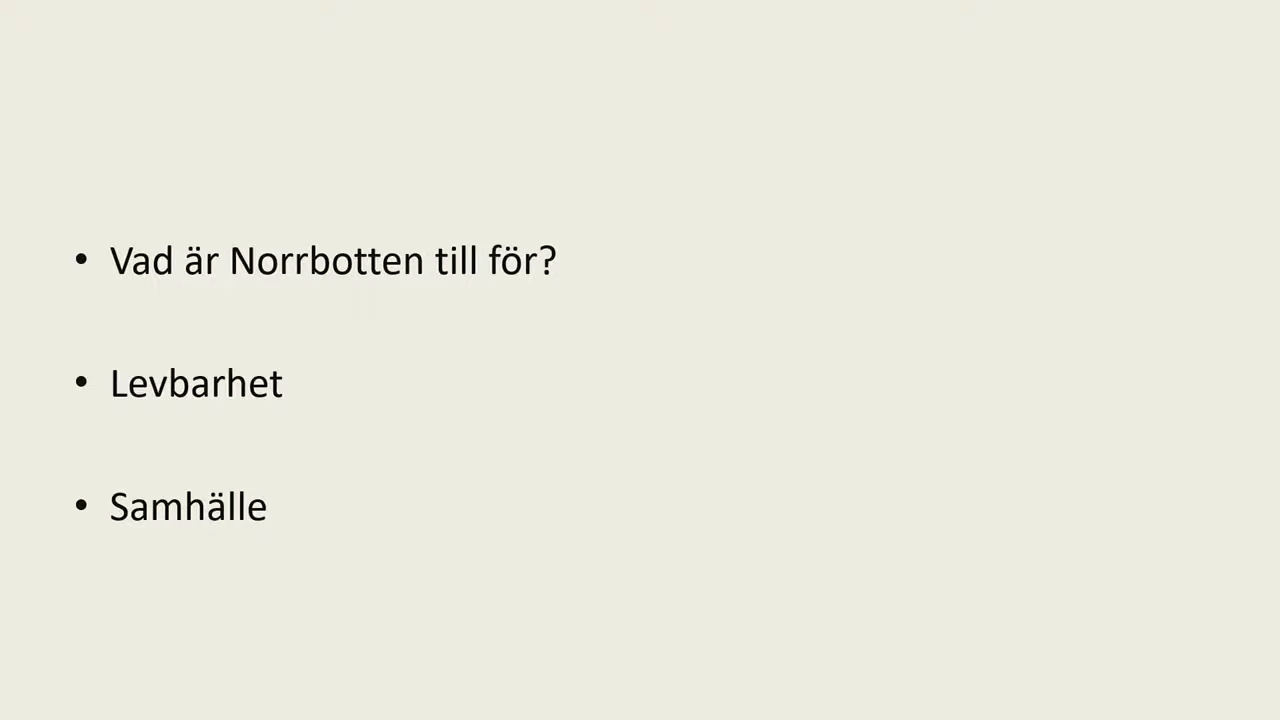 • Vad är Norrbotten till för?
• Levbarhet
• Samhälle